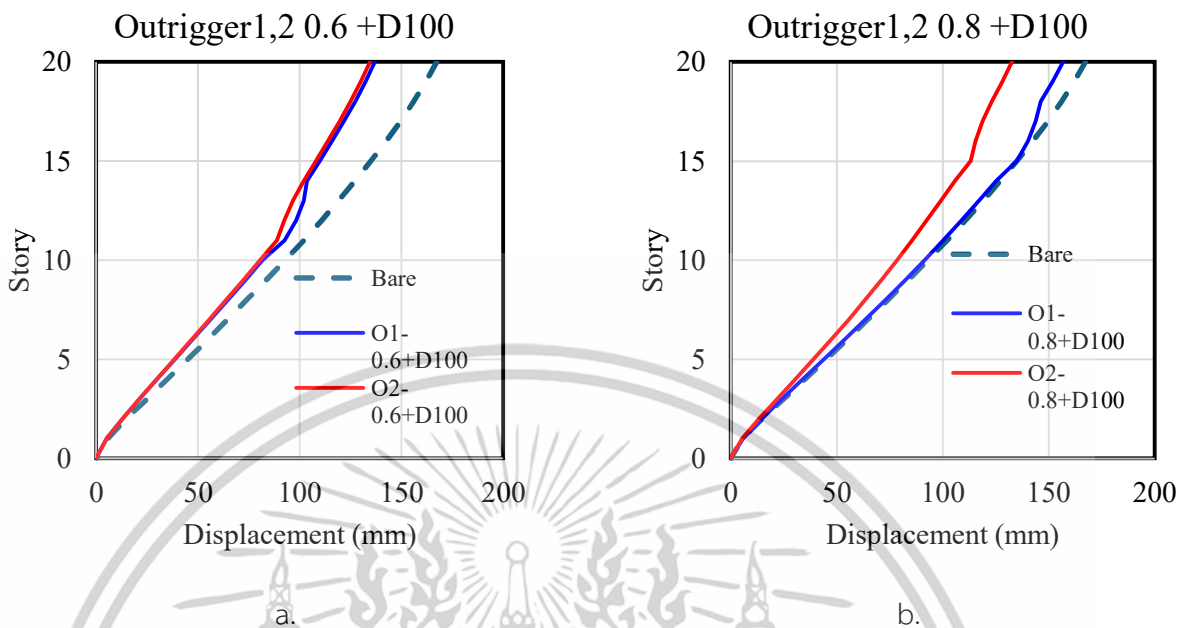 Outrigger1,2 0.6 +D100
20
15
10
5
0
Story
Bare
O1-
0.6+D100
O2-
0.6+D100
0 50 100 150 200
Displacement (mm)
a.
Outrigger1,2 0.8 +D100
20
15
10
5
0
Story
Bare
O1-
0.8+D100
O2-
0.8+D100
0 50 100 150 200
Displacement (mm)
b.